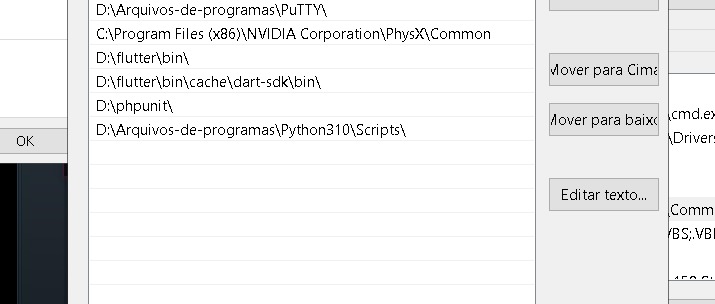 D:\Arquivos-de-programas\PuTTY\
C:\Program Files (x86)\NVIDIA Corporation\PhysX\Common
D:\flutter\bin\
D:\flutter\bin\cache\dart-sdk\bin\
D:\phpunit\
D:\Arquivos-de-programas\Python310\Scripts\
OK
Mover para Cima
Mover para baixo
Editar texto...
\cmd.ex
\Drivers
\Comm
VBS;.VBI